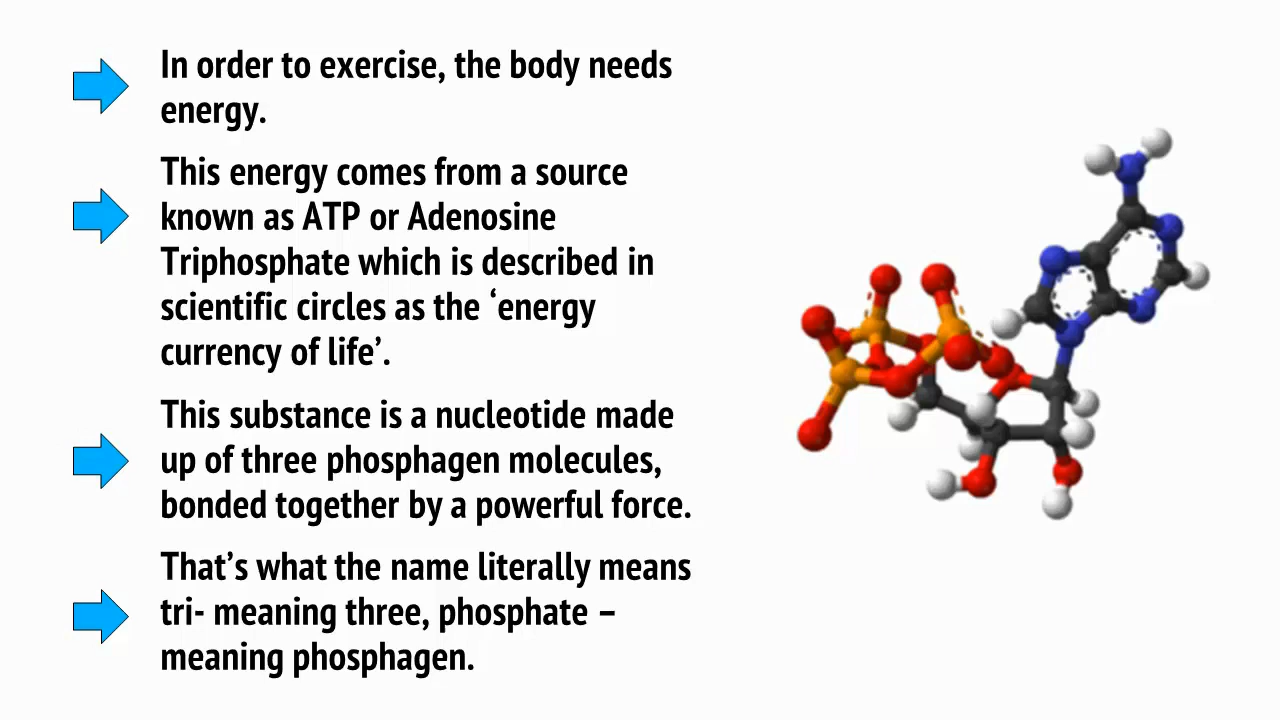 In order to exercise, the body needs
energy.
This energy comes from a source
known as ATP or Adenosine
Triphosphate which is described in
scientific circles as the ‘energy
currency of life’.
This substance is a nucleotide made
up of three phosphagen molecules,
bonded together by a powerful force.
That’s what the name literally means
tri- meaning three, phosphate –
meaning phosphagen.